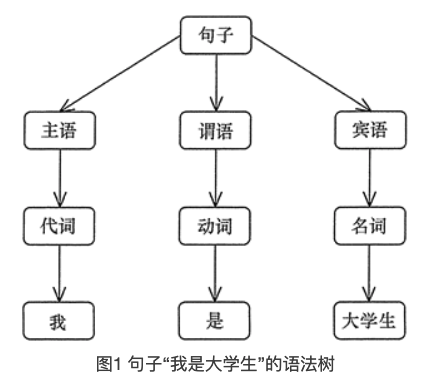 句子
主语 谓语 宾语
代词 动词 名词
我 是 大学生
图1 句子“我是大学生”的语法树